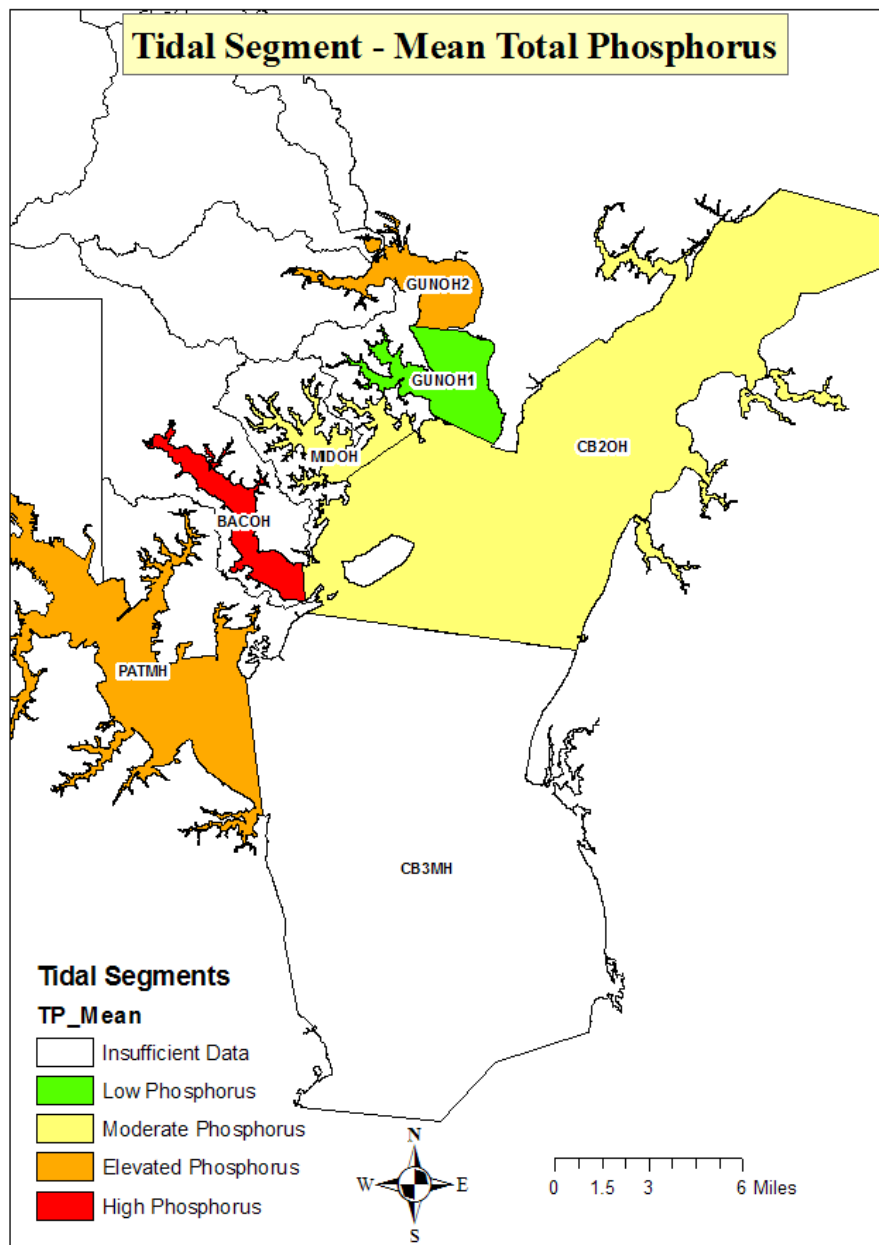 Tidal Segment - Mean Total Phosphorus
GUNOH2
GUNOH1
CB2OH
MIDOH
BACOH
PATMH
CB3MH
Tidal Segments
TP_Mean
Insufficient Data
Low Phosphorus
Moderate Phosphorus
Elevated Phosphorus
High Phosphorus
N
W E
S
0 1.5 3 6 Miles